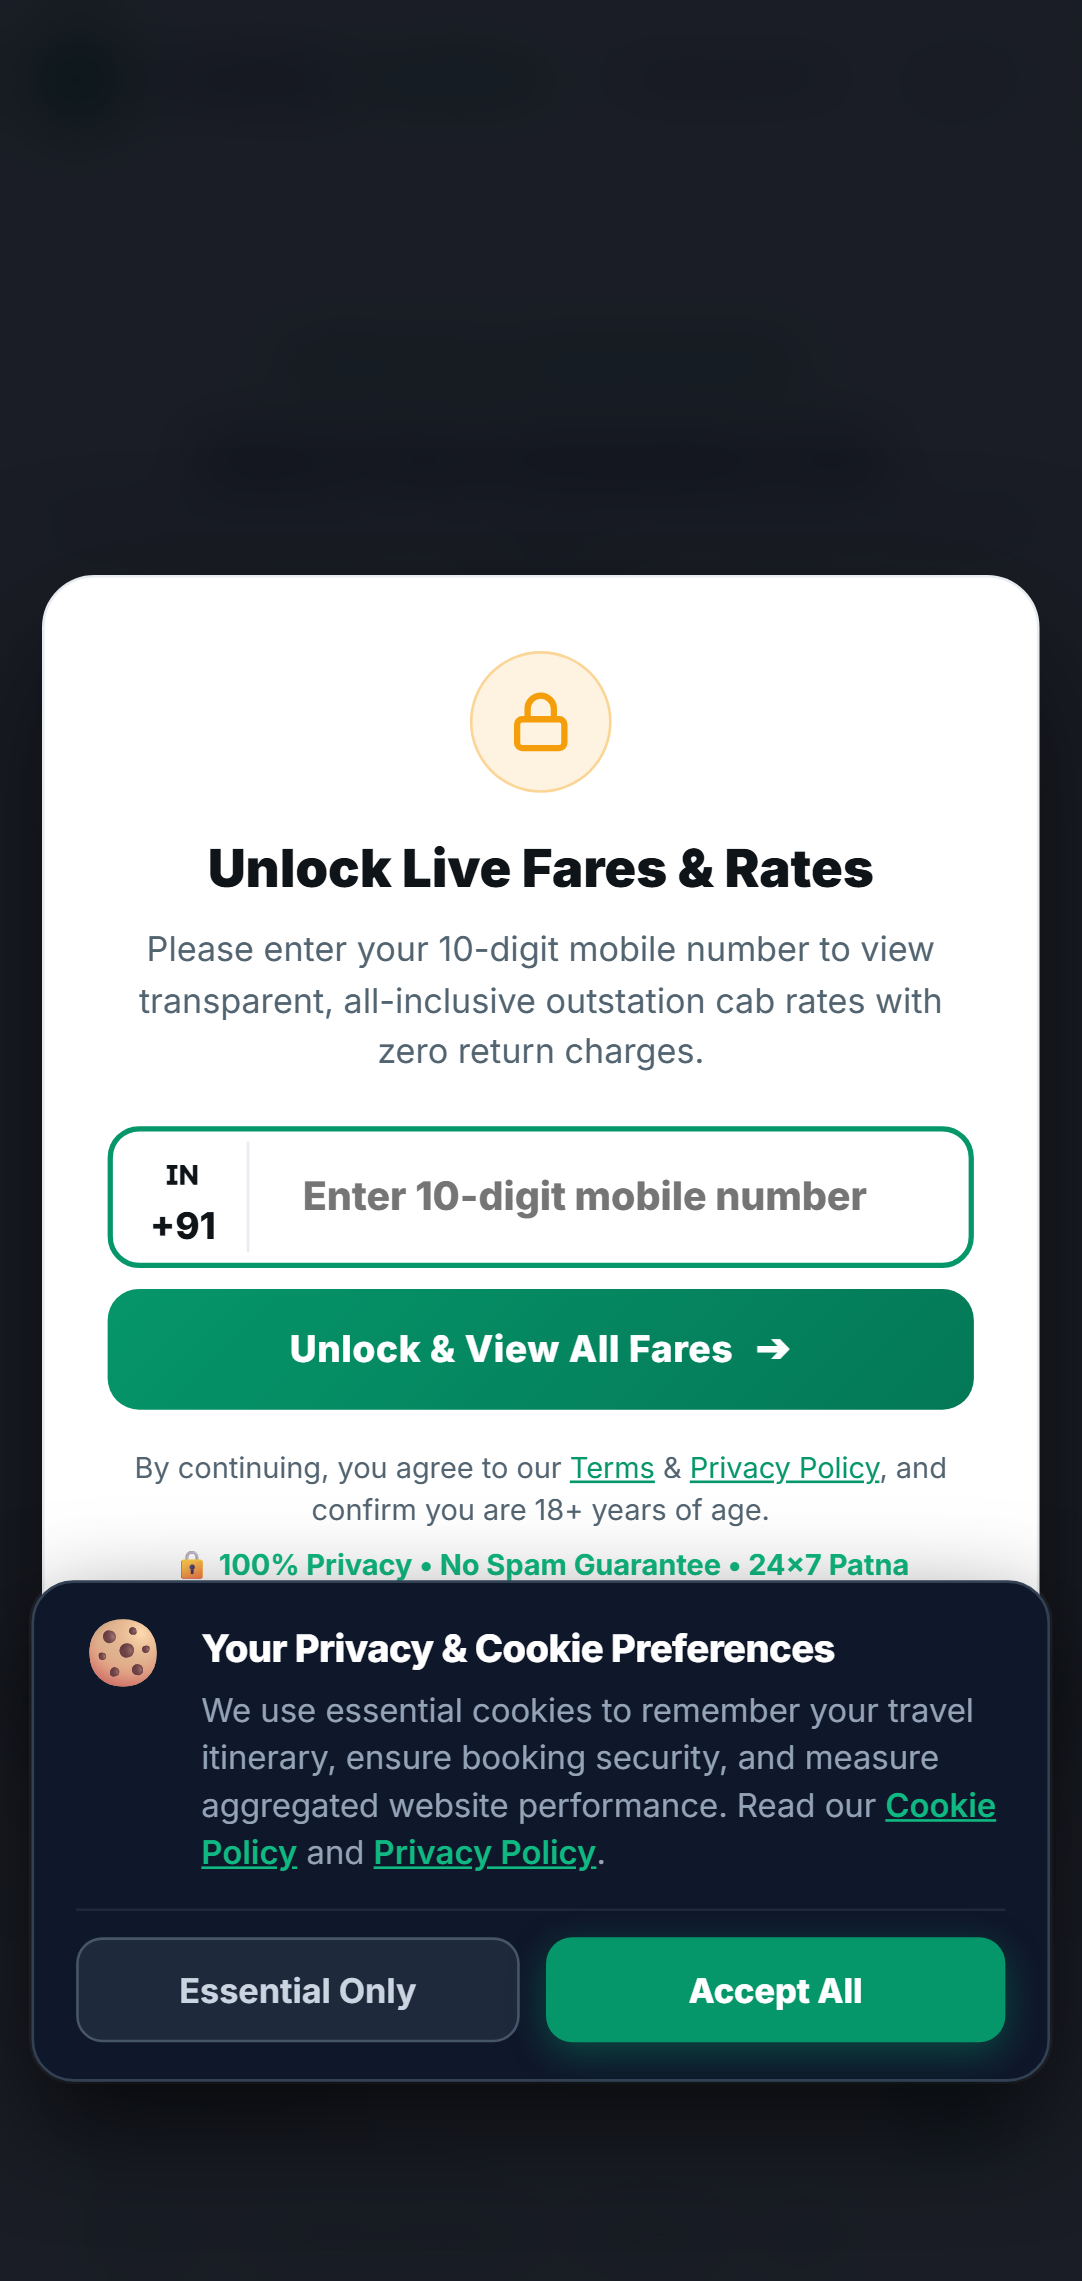 Unlock Live Fares & Rates
Please enter your 10-digit mobile number to view
transparent, all-inclusive outstation cab rates with
zero return charges.
IN
+91
Enter 10-digit mobile number
Unlock & View All Fares ➔
By continuing, you agree to our Terms & Privacy Policy, and
confirm you are 18+ years of age.
🔒 100% Privacy • No Spam Guarantee • 24×7 Patna
Your Privacy & Cookie Preferences
We use essential cookies to remember your travel
itinerary, ensure booking security, and measure
aggregated website performance. Read our Cookie
Policy and Privacy Policy.
Essential Only
Accept All